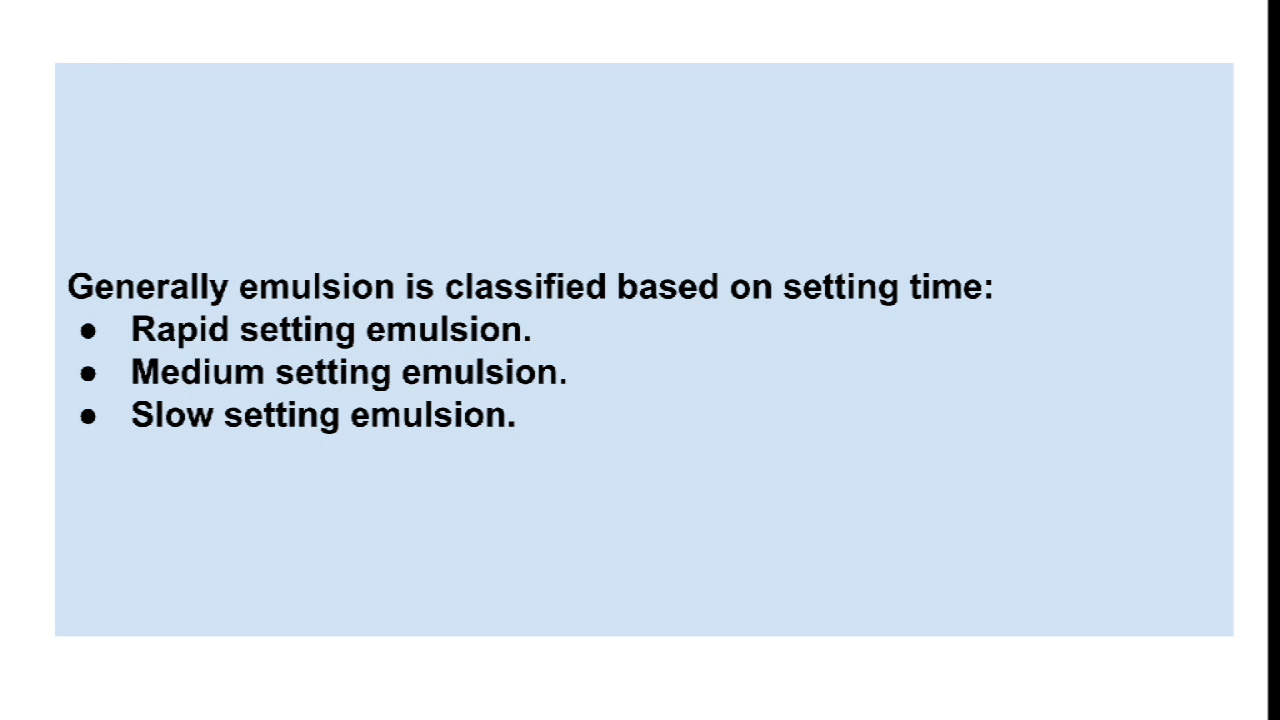 Generally emulsion is classified based on setting time:
● Rapid setting emulsion.
● Medium setting emulsion.
● Slow setting emulsion.